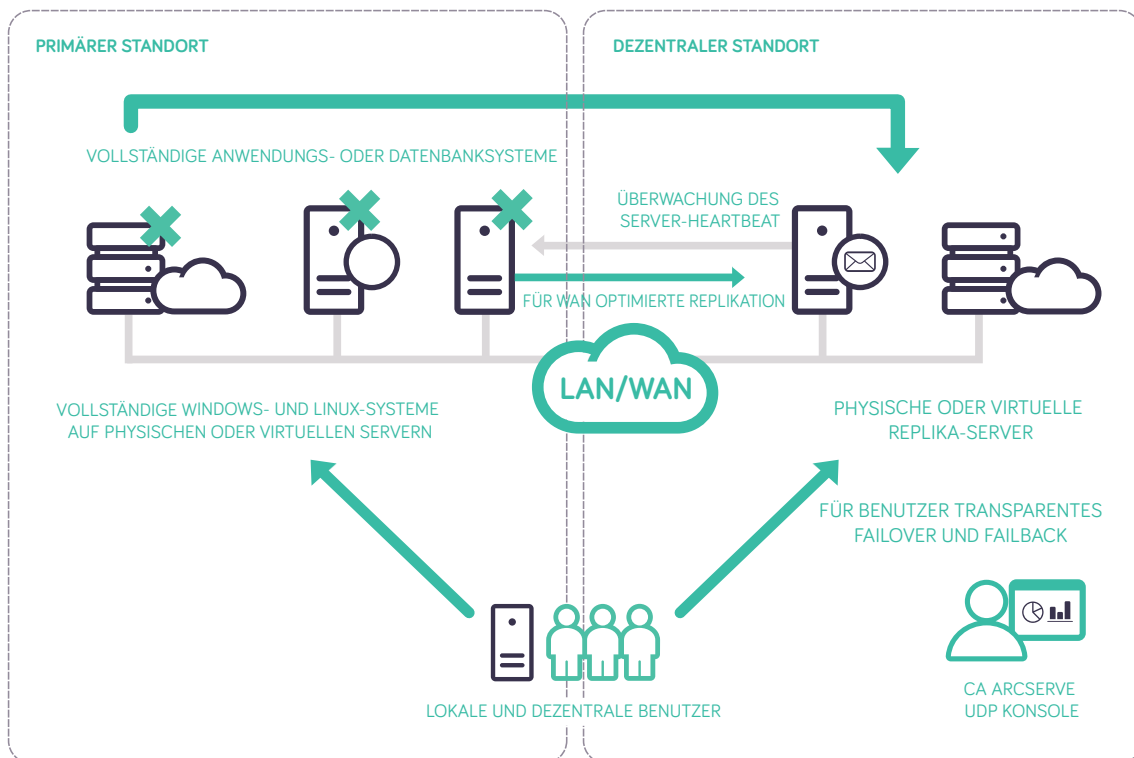 PRIMÄRER STANDORT
DEZENTRALER STANDORT
VOLLSTÄNDIGE ANWENDUNGS- ODER DATENBANKSYSTEME
ÜBERWACHUNG DES
SERVER-HEARTBEAT
FÜR WAN OPTIMIERTE REPLIKATION
LAN/WAN
VOLLSTÄNDIGE WINDOWS- UND LINUX-SYSTEME
AUF PHYSISCHEN ODER VIRTUELLEN SERVERN
PHYSISCHE ODER VIRTUELLE
REPLIKA-SERVER
FÜR BENUTZER TRANSPARENTES
FAILOVER UND FAILBACK
LOKALE UND DEZENTRALE BENUTZER
CA ARCSERVE
UDP KONSOLE